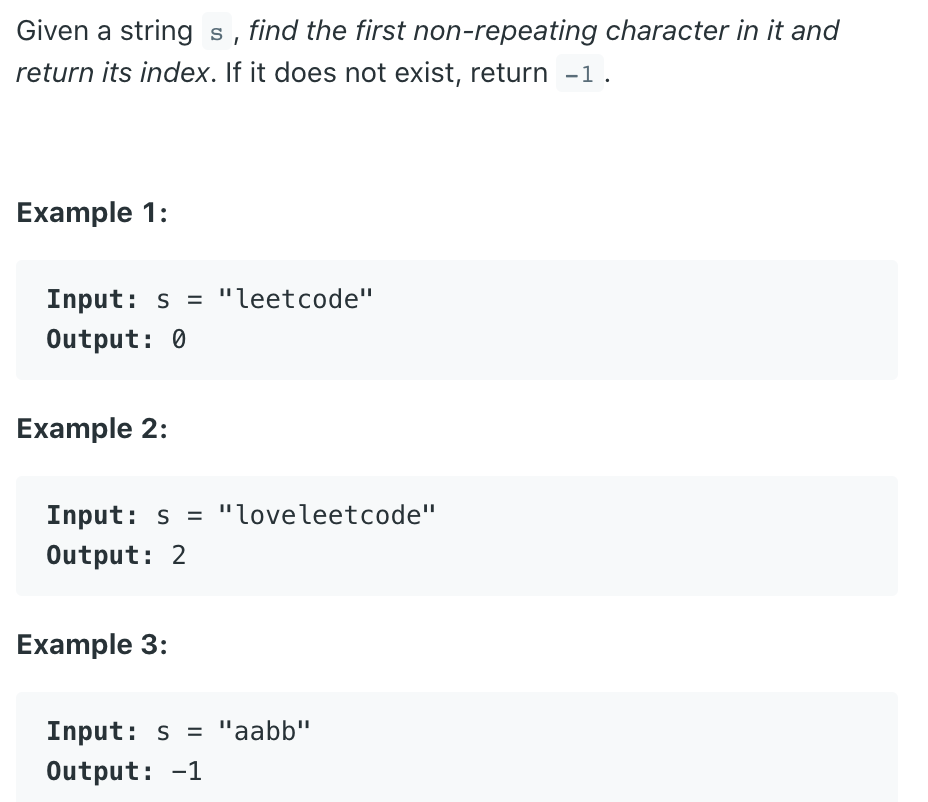 Given a string s, find the first non-repeating character in it and
return its index. If it does not exist, return -1.
Example 1:
Input: s = "leetcode"
Output: 0
Example 2:
Input: s = "loveleetcode"
Output: 2
Example 3:
Input: s = "aabb"
Output: -1